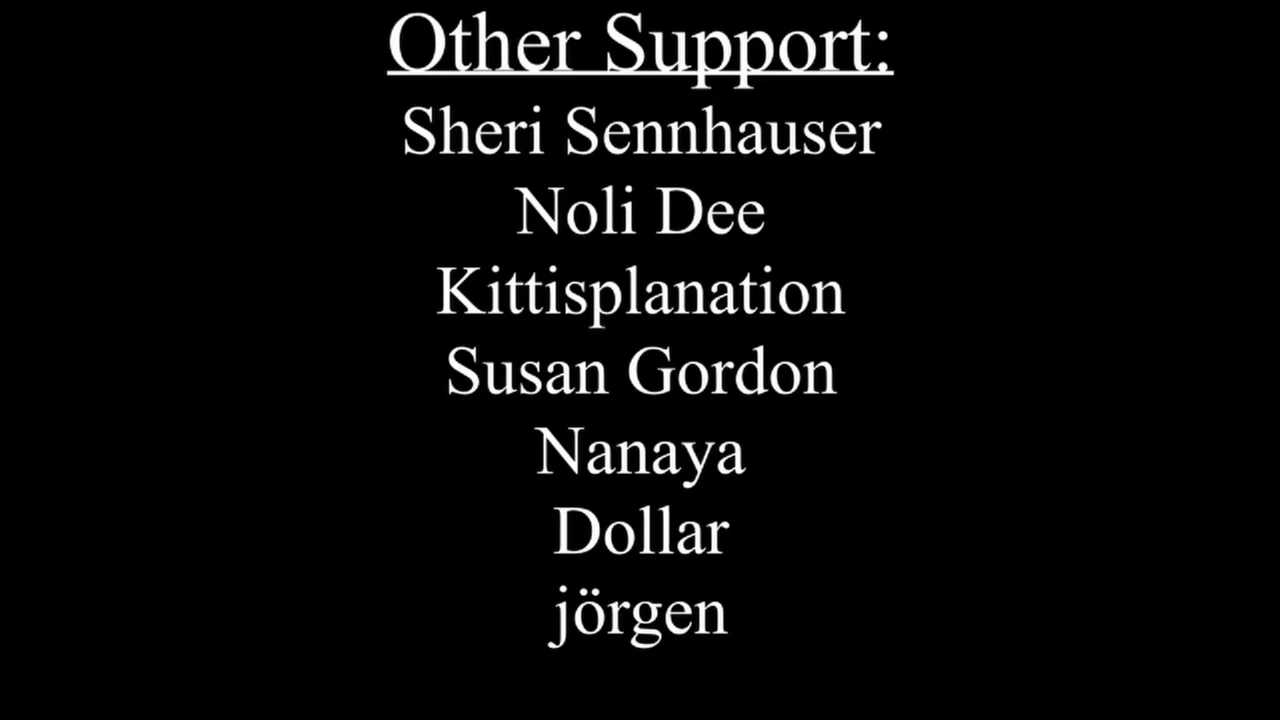 Other Support:
Sheri Sennhauser
Noli Dee
Kittisplanation
Susan Gordon
Nanaya
Dollar
jörgen